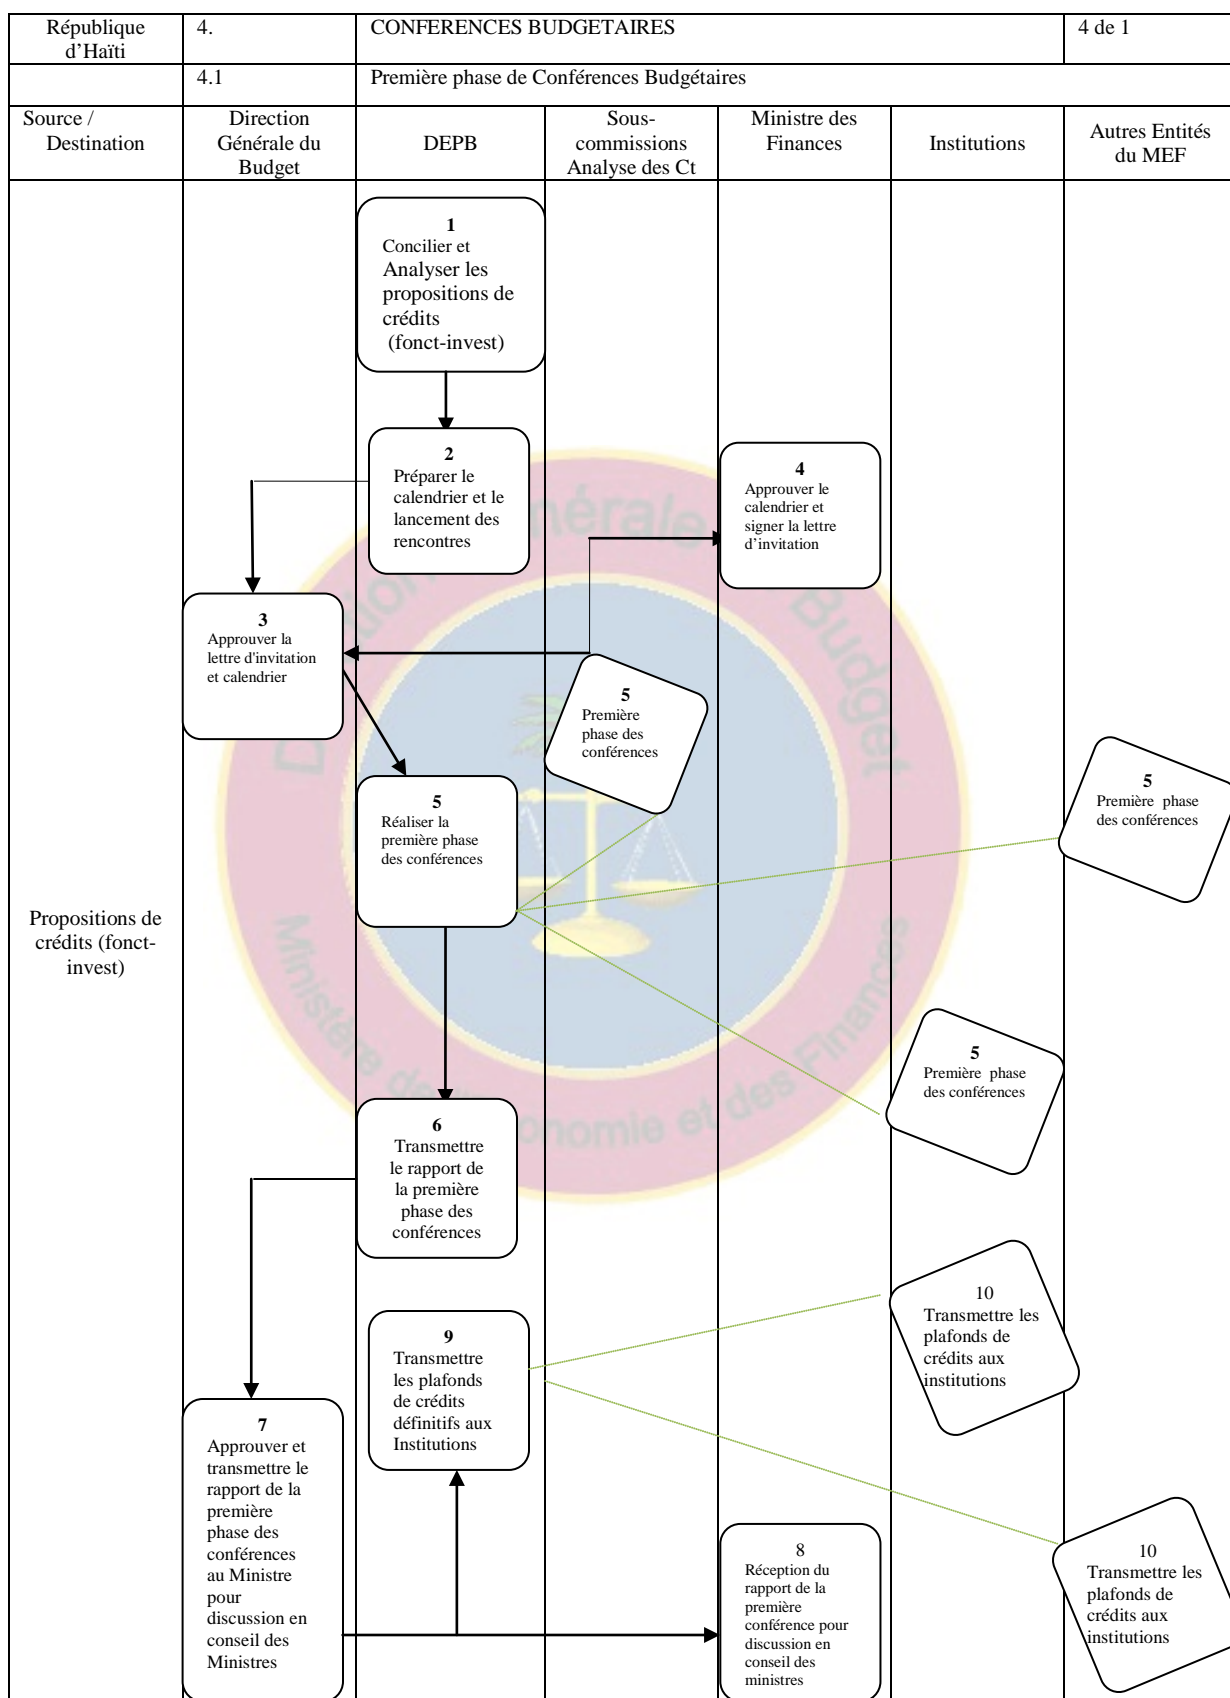 République
d’Haïti
4.
CONFERENCES BUDGETAIRES
4 de 1
4.1
Première phase de Conférences Budgétaires
Source /
Destination
Direction
Générale du
Budget
DEPB
Sous-
commissions
Analyse des Ct
Ministre des
Finances
Institutions
Autres Entités
du MEF
Propositions de
crédits (fonct-
invest)
1
Concilier et
Analyser les
propositions de
crédits
(fonct-invest)
2
Préparer le
calendrier et le
lancement des
rencontres
4
Approuver le
calendrier et
signer la lettre
d’invitation
3
Approuver la
lettre d'invitation
et calendrier
5
Première
phase des
conférences
5
Réaliser la
première phase
des conférences
5
Première phase
des conférences
5
Première phase
des conférences
6
Transmettre
le rapport de
la première
phase des
conférences
9
Transmettre
les plafonds
de crédits
définitifs aux
Institutions
10
Transmettre les
plafonds de
crédits aux
institutions
7
Approuver et
transmettre le
rapport de la
première
phase des
conférences
au Ministre
pour
discussion en
conseil des
Ministres
8
Réception du
rapport de la
première
conférence pour
discussion en
conseil des
ministres
10
Transmettre les
plafonds de
crédits aux
institutions
Budget
Ministère de
et des Finances